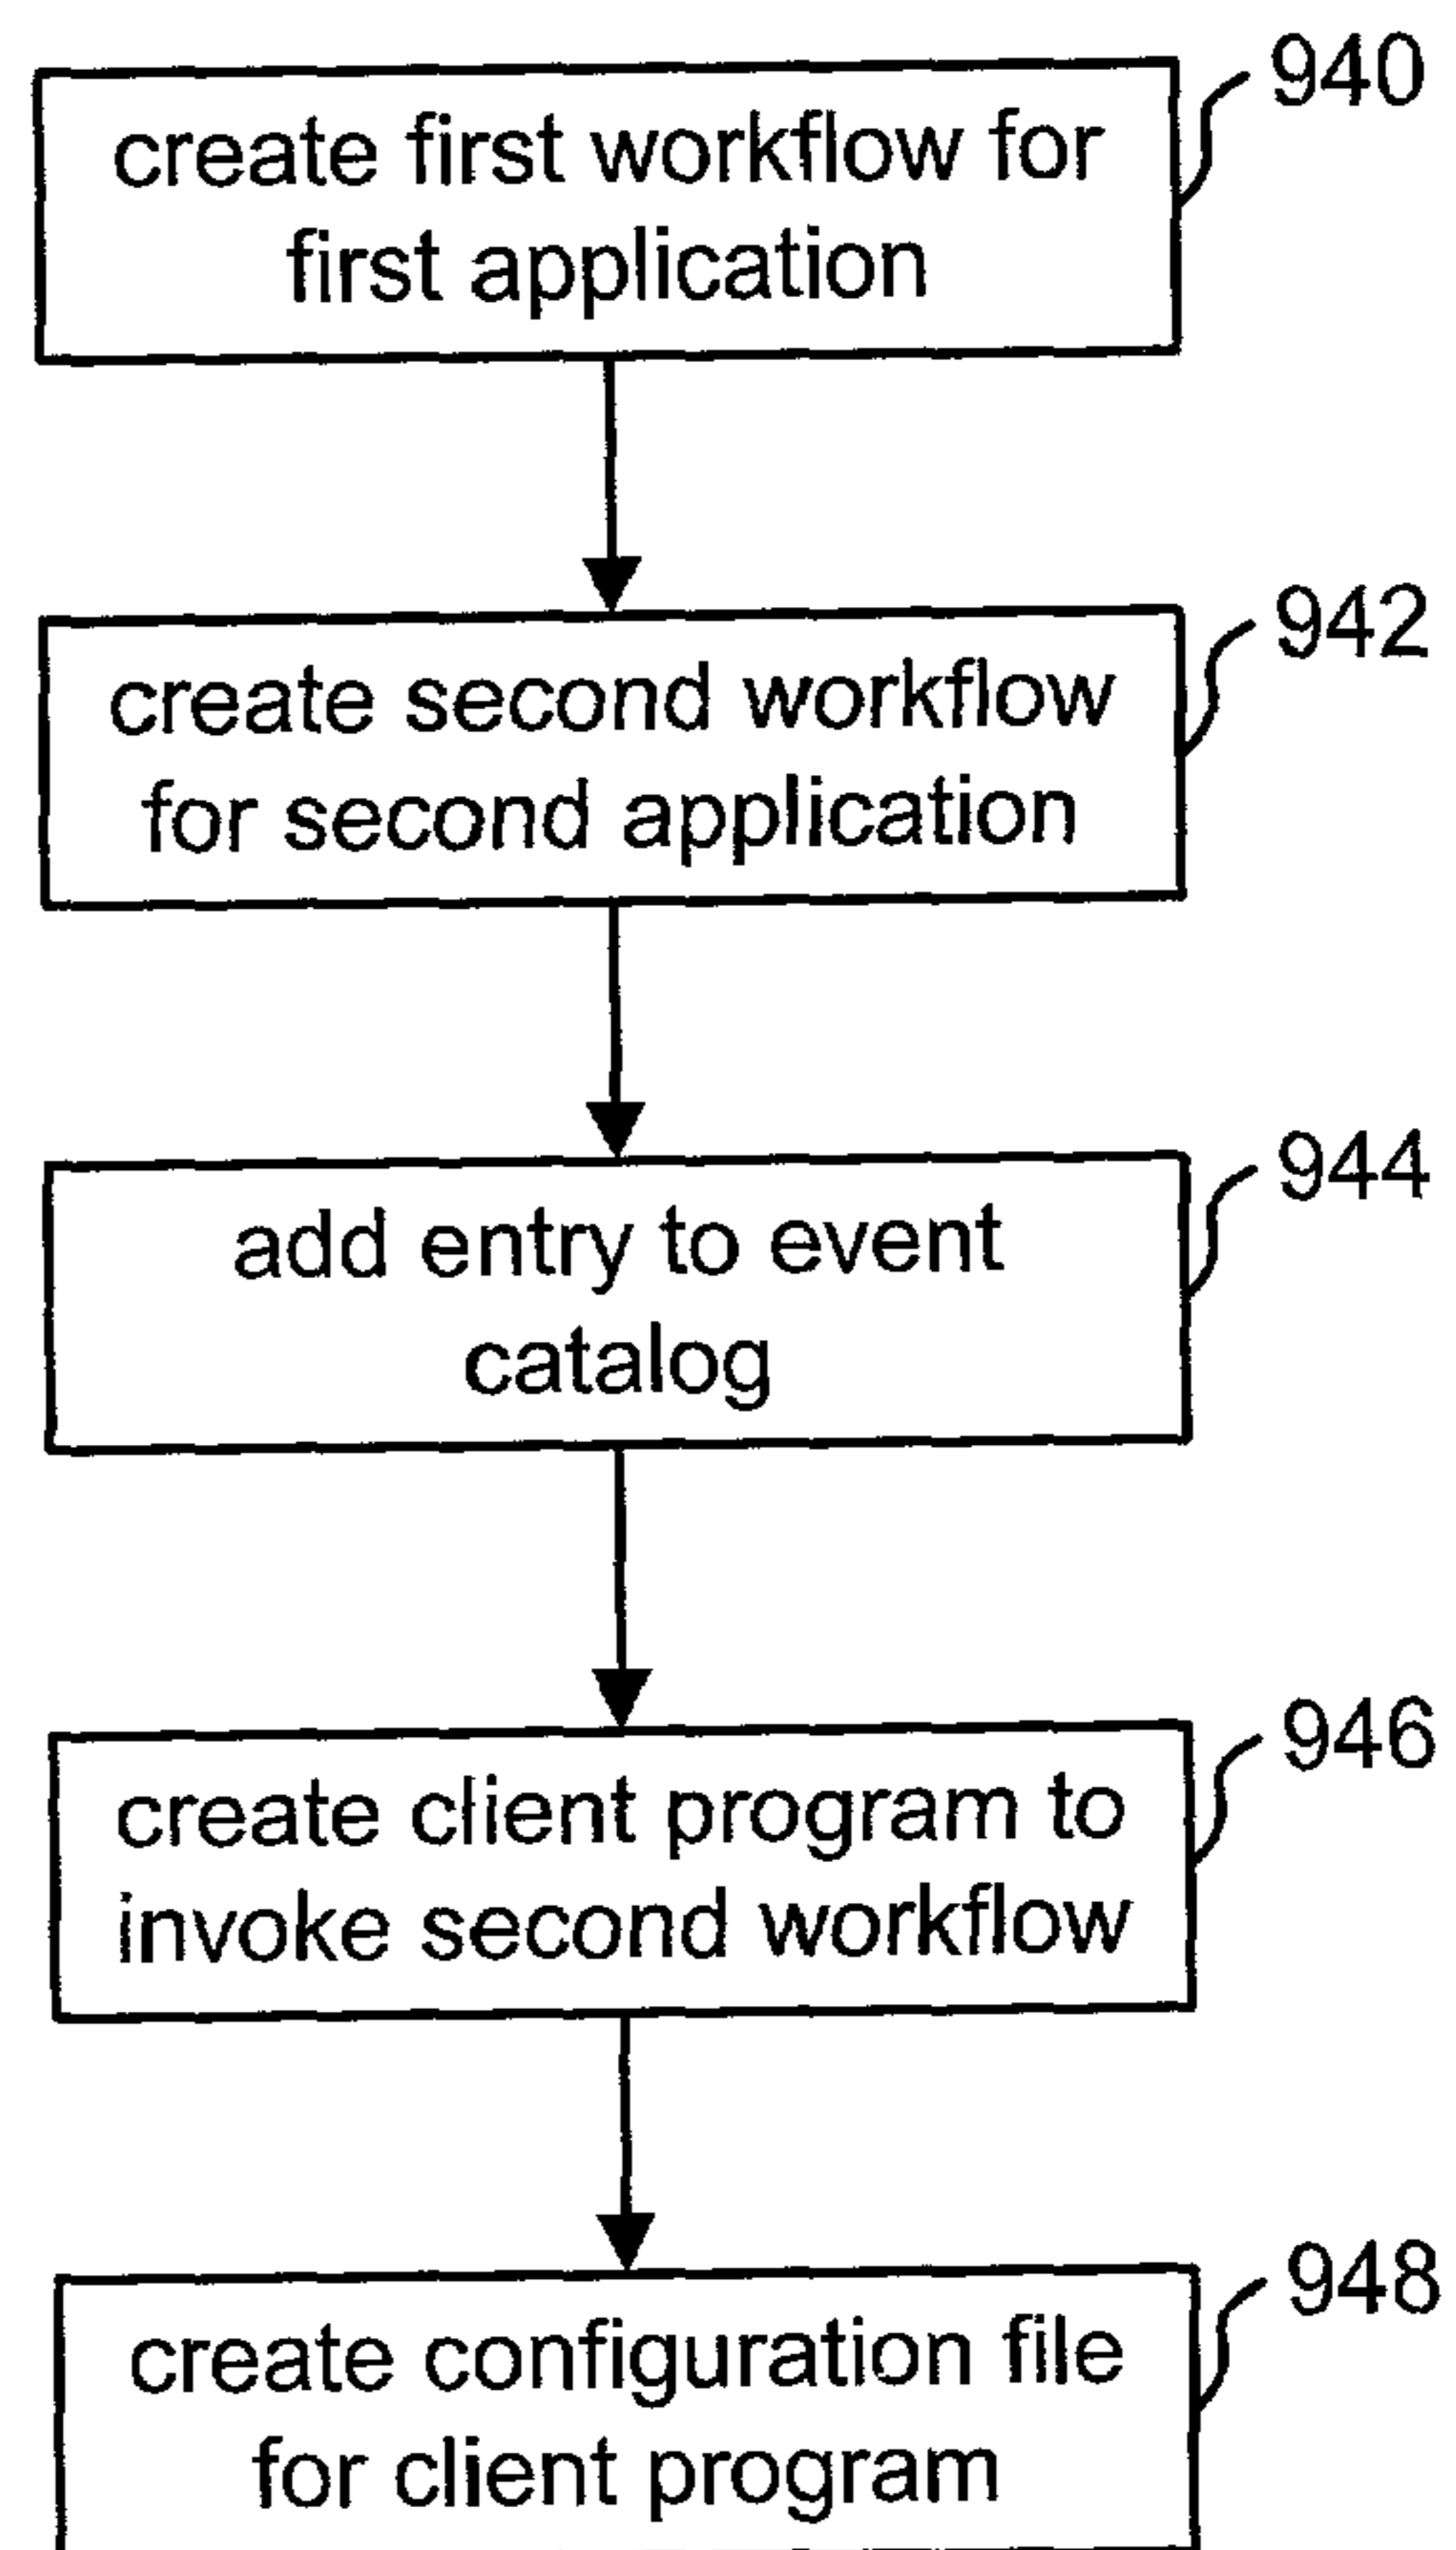 940
create first workflow for
first application
942
create second workflow
for second application
944
add entry to event
catalog
946
create client program to
invoke second workflow
948
create configuration file
for client program